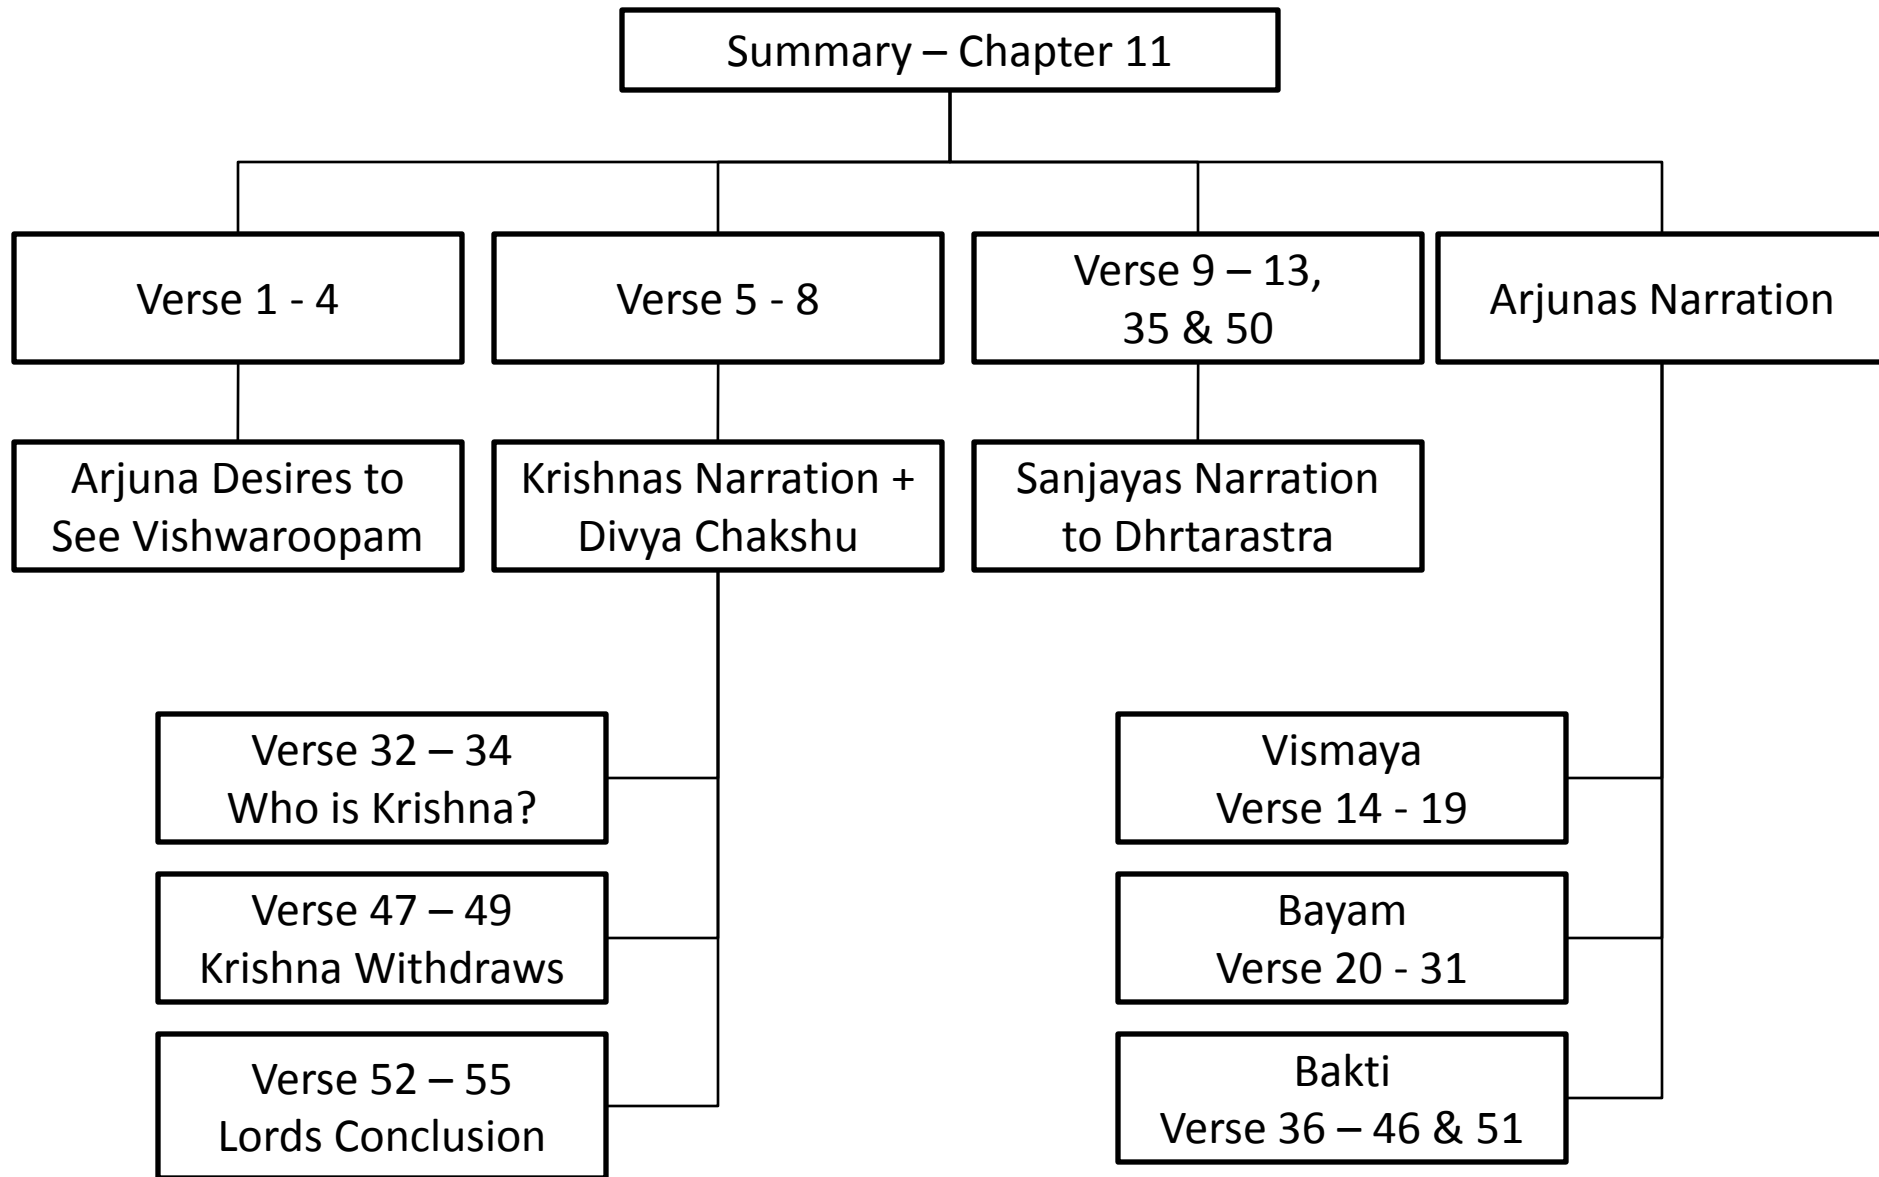 Summary – Chapter 11
Verse 1 - 4
Verse 5 - 8
Verse 9 – 13,
35 & 50
Arjunas Narration
Arjuna Desires to
See Vishwaroopam
Krishnas Narration +
Divya Chakshu
Sanjayas Narration
to Dhrtarastra
Verse 32 – 34
Who is Krishna?
Verse 47 – 49
Krishna Withdraws
Verse 52 – 55
Lords Conclusion
Vismaya
Verse 14 - 19
Bayam
Verse 20 - 31
Bakti
Verse 36 – 46 & 51